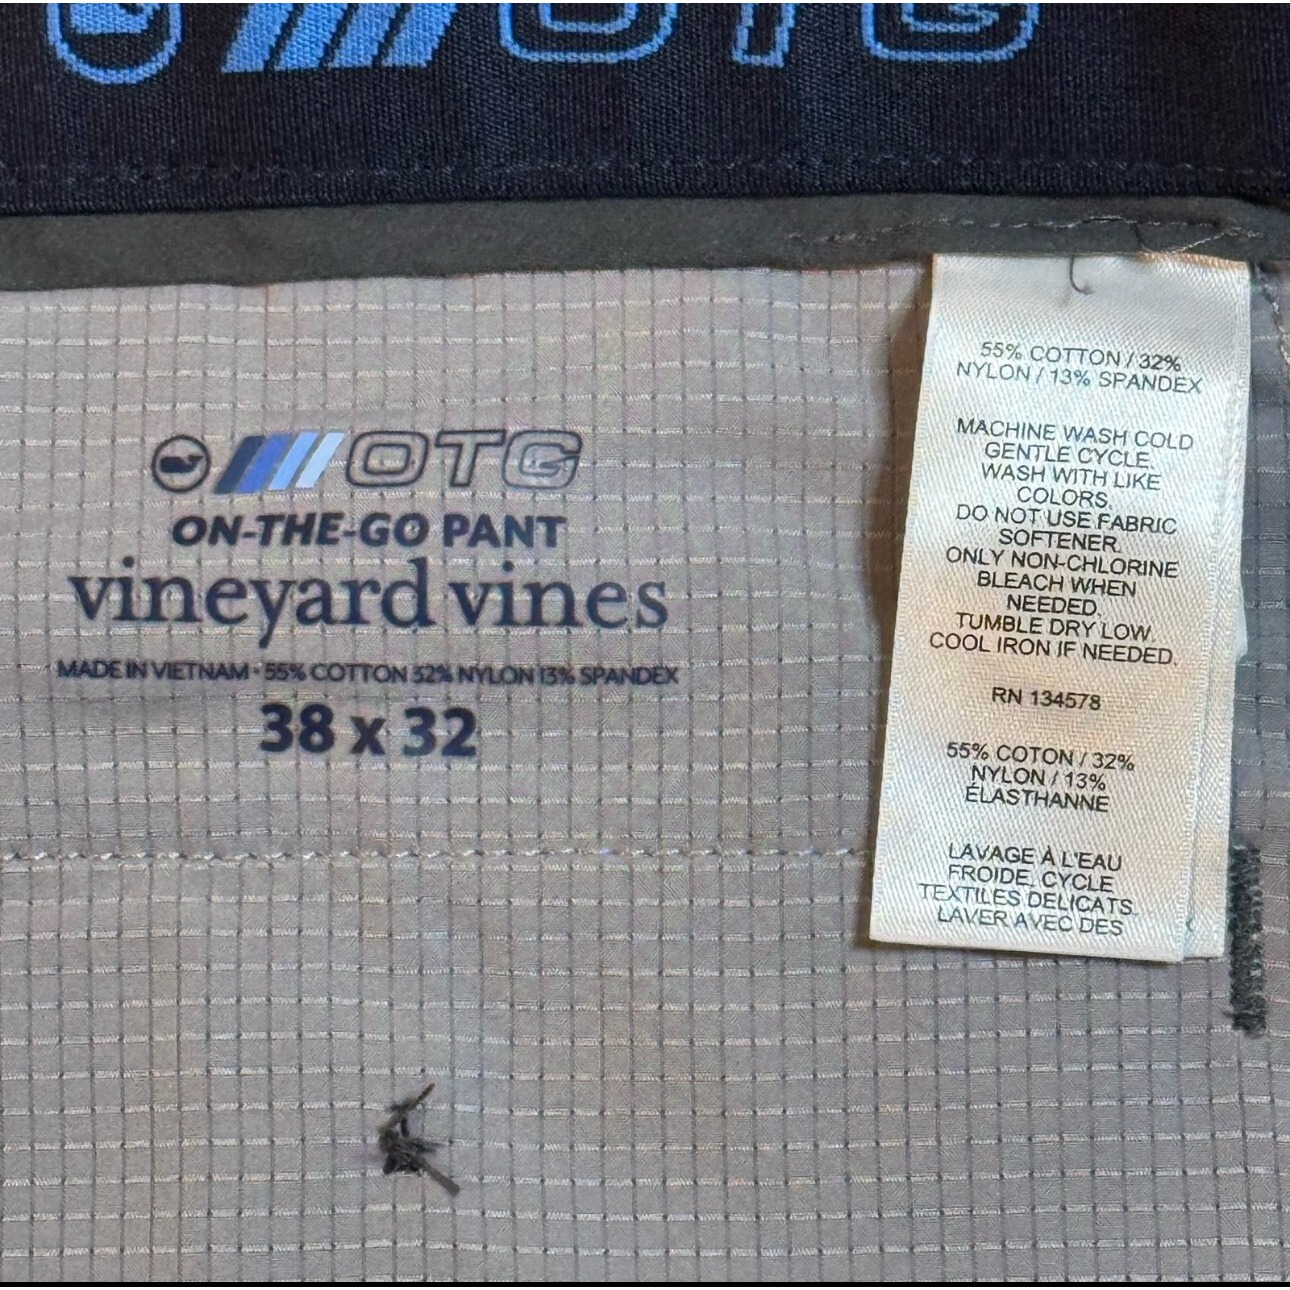 OTG
OTG
ON-THE-GO PANT
vineyard vines
MADE IN VIETNAM • 55% COTTON 32% NYLON 13% SPANDEX
38 x 32
55% COTTON / 32%
NYLON / 13% SPANDEX
MACHINE WASH COLD
GENTLE CYCLE.
WASH WITH LIKE
COLORS.
DO NOT USE FABRIC
SOFTENER.
ONLY NON-CHLORINE
BLEACH WHEN
NEEDED.
TUMBLE DRY LOW.
COOL IRON IF NEEDED.
RN 134578
55% COTON / 32%
NYLON / 13%
ÉLASTHANNE
LAVAGE À L'EAU
FROIDE, CYCLE
TEXTILES DÉLICATS.
LAVER AVEC DES